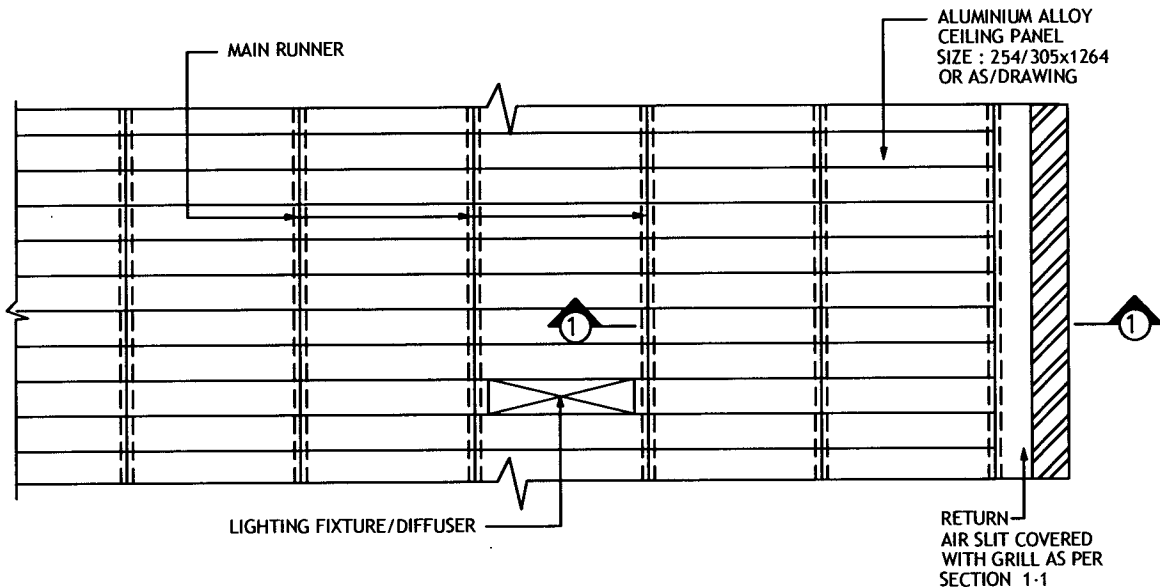 ALUMINIUM ALLOY
CEILING PANEL
SIZE : 254/305x1264
OR AS/DRAWING
MAIN RUNNER
1
1
LIGHTING FIXTURE/DIFFUSER
RETURN
AIR SLIT COVERED
WITH GRILL AS PER
SECTION 1-1